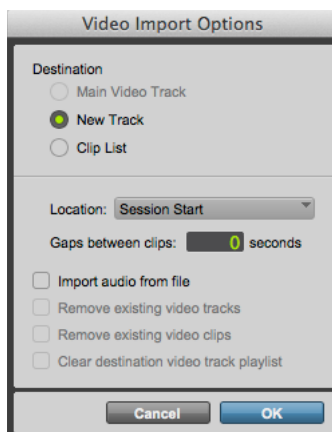 Video Import Options
Destination
Main Video Track
New Track
Clip List
Location: Session Start
Gaps between clips: 0 seconds
Import audio from file
Remove existing video tracks
Remove existing video clips
Clear destination video track playlist
Cancel OK